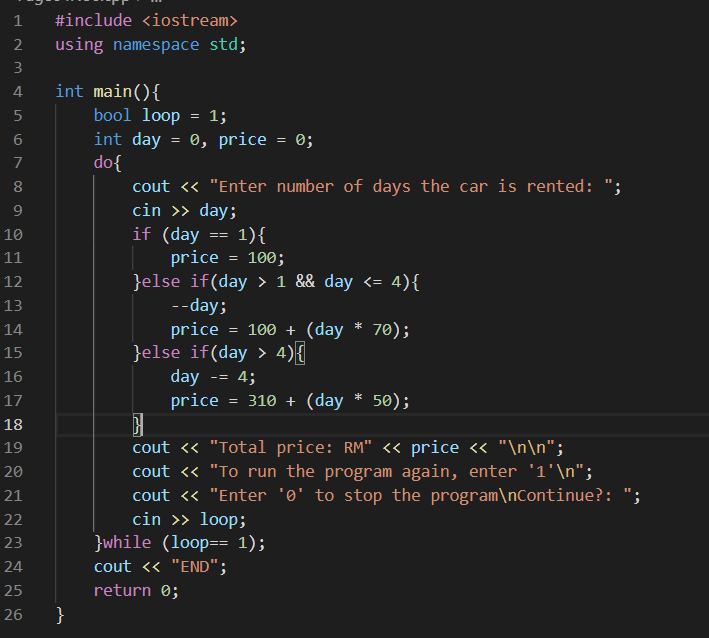 1 #include <iostream>
2 using namespace std;
3
4 int main(){
5     bool loop = 1;
6     int day = 0, price = 0;
7     do{
8         cout << "Enter number of days the car is rented: ";
9         cin >> day;
10         if (day == 1){
11             price = 100;
12         }else if(day > 1 && day <= 4){
13             --day;
14             price = 100 + (day * 70);
15         }else if(day > 4){
16             day -= 4;
17             price = 310 + (day * 50);
18         }
19         cout << "Total price: RM" << price << "\n\n";
20         cout << "To run the program again, enter '1'\n";
21         cout << "Enter '0' to stop the program\nContinue?: ";
22         cin >> loop;
23     }while (loop== 1);
24     cout << "END";
25     return 0;
26 }